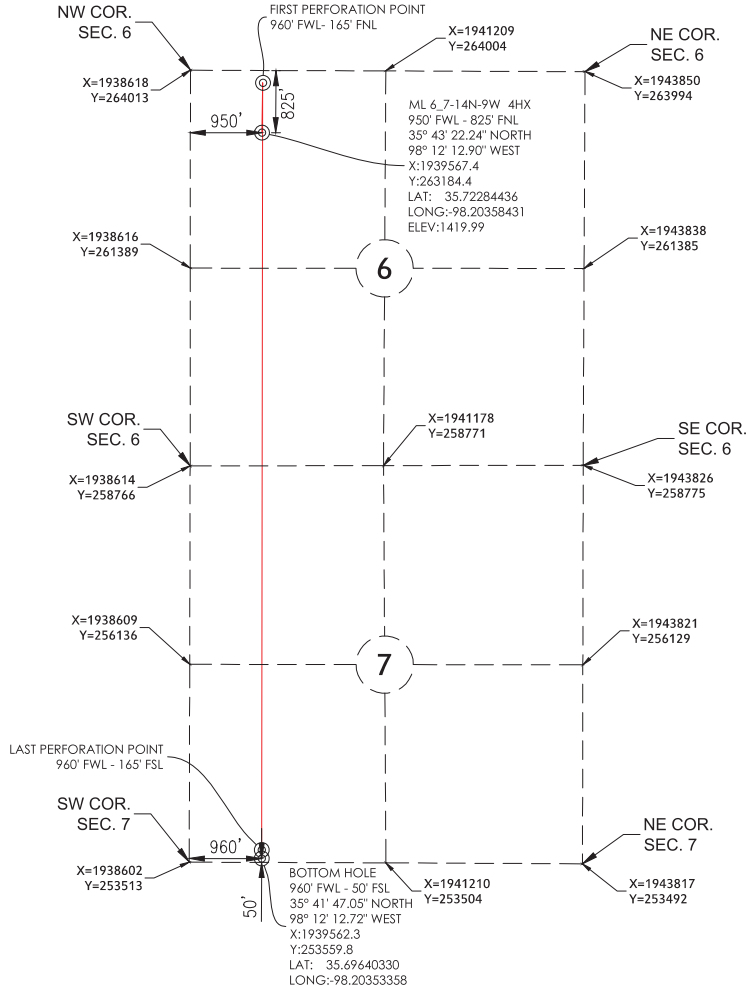 FIRST PERFORATION POINT
960' FWL- 165' FNL
NW COR.
SEC. 6
X=1941209
Y=264004
NE COR.
SEC. 6
X=1938618
Y=264013
X=1943850
Y=263994
825'
950'
ML 6_7-14N-9W 4HX
950' FWL - 825' FNL
35° 43' 22.24" NORTH
98° 12' 12.90" WEST
X:1939567.4
Y:263184.4
LAT: 35.72284436
LONG:-98.20358431
ELEV:1419.99
X=1938616
Y=261389
X=1943838
Y=261385
6
SW COR.
SEC. 6
X=1941178
Y=258771
SE COR.
SEC. 6
X=1938614
Y=258766
X=1943826
Y=258775
X=1938609
Y=256136
X=1943821
Y=256129
7
LAST PERFORATION POINT
960' FWL - 165' FSL
SW COR.
SEC. 7
960'
NE COR.
SEC. 7
X=1938602
Y=253513
50'
BOTTOM HOLE
960' FWL - 50' FSL
35° 41' 47.05" NORTH
98° 12' 12.72" WEST
X:1939562.3
Y:253559.8
LAT: 35.69640330
LONG:-98.20353358
X=1941210
Y=253504
X=1943817
Y=253492